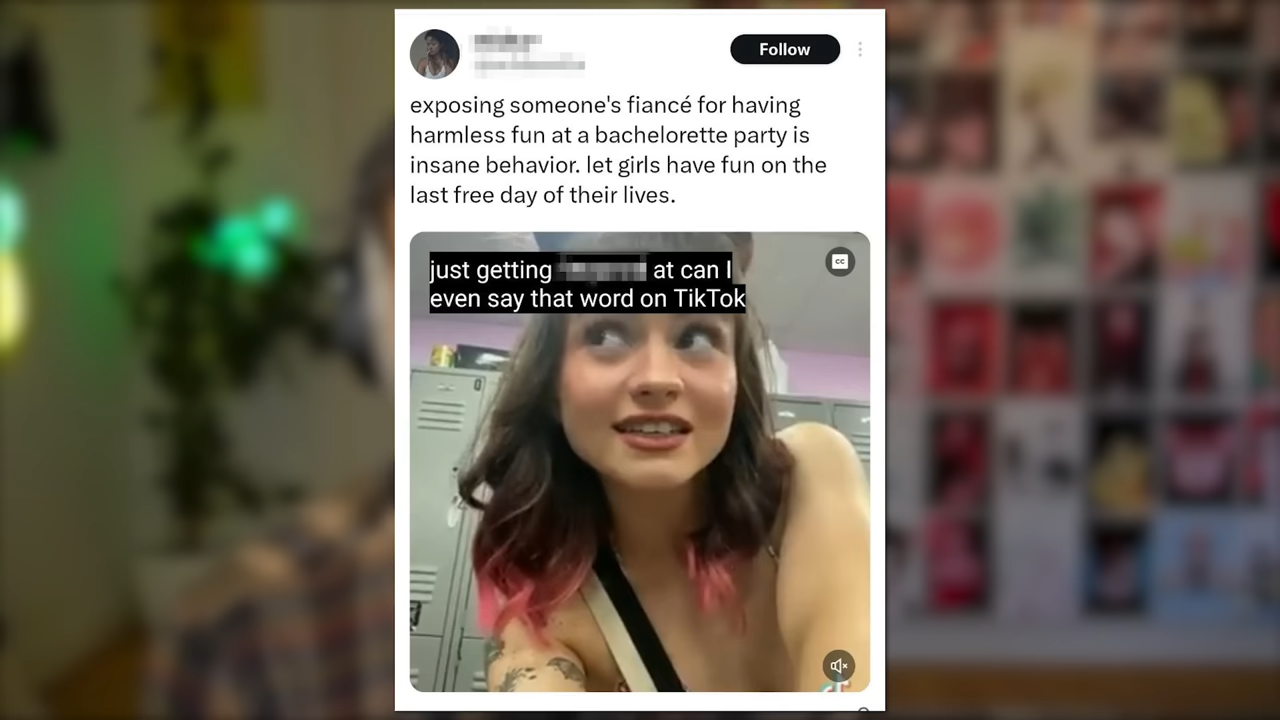 Follow
exposing someone's fiancé for having
harmless fun at a bachelorette party is
insane behavior. let girls have fun on the
last free day of their lives.
just getting at can I
even say that word on TikTok
CC